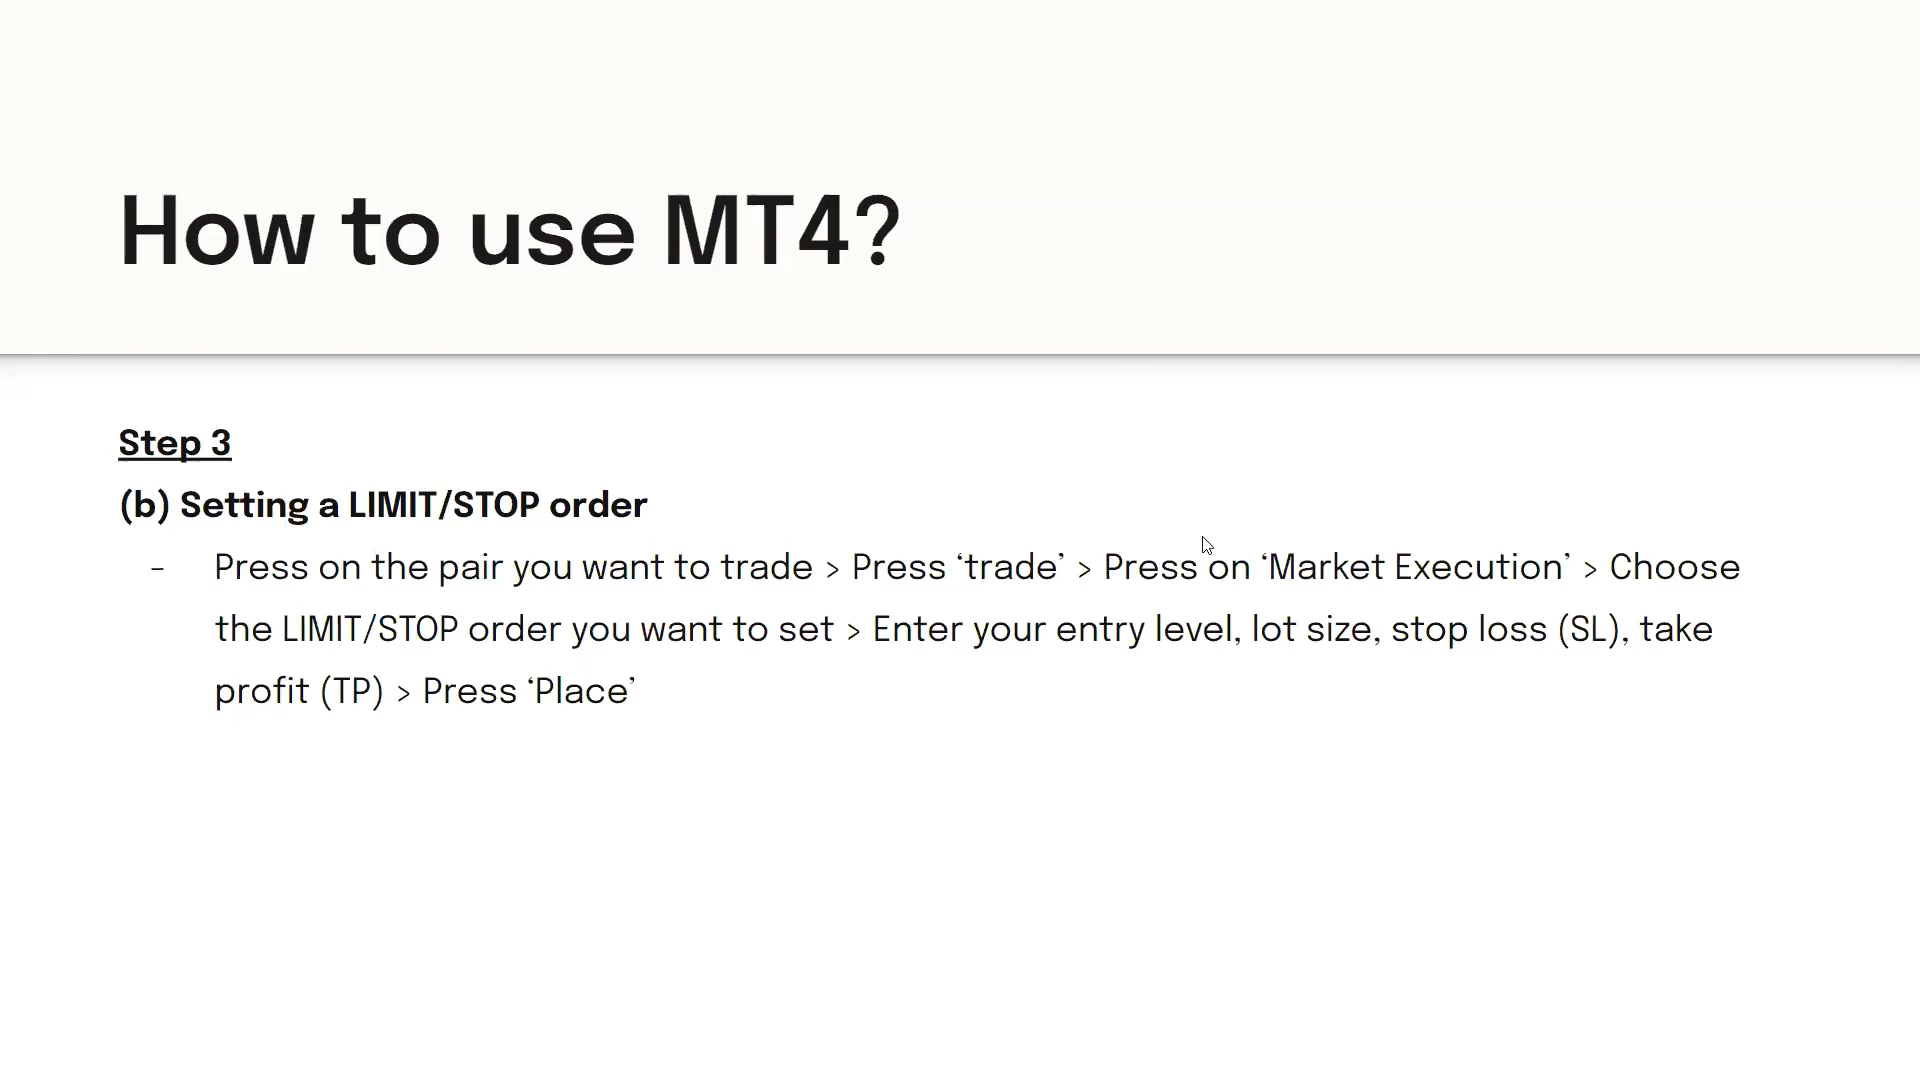 How to use MT4?
Step 3
(b) Setting a LIMIT/STOP order
- Press on the pair you want to trade > Press ‘trade’ > Press on ‘Market Execution’ > Choose
the LIMIT/STOP order you want to set > Enter your entry level, lot size, stop loss (SL), take
profit (TP) > Press ‘Place’